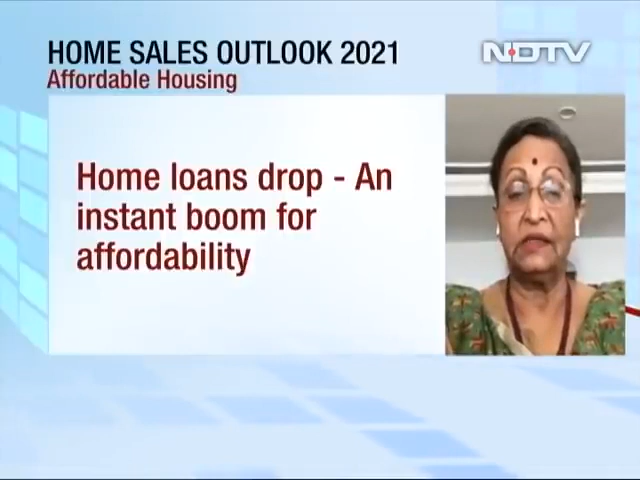 HOME SALES OUTLOOK 2021
NDTV
Affordable Housing
Home loans drop - An
instant boom for
affordability